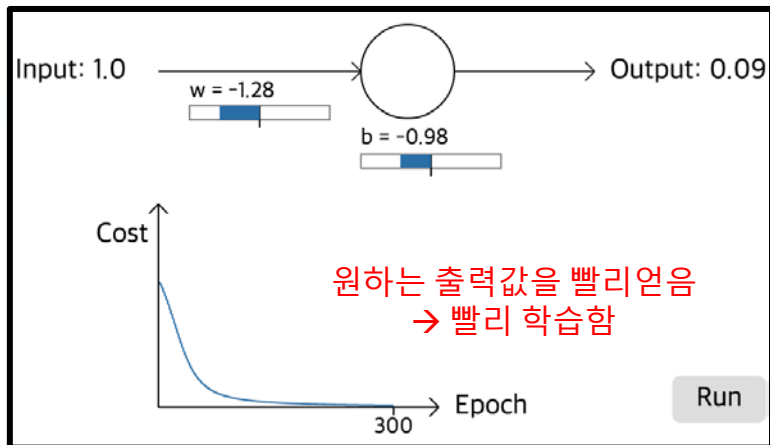 Input: 1.0
Output: 0.09
w = -1.28
b = -0.98
Cost
원하는 출력값을 빨리얻음
→ 빨리 학습함
Epoch
300
Run